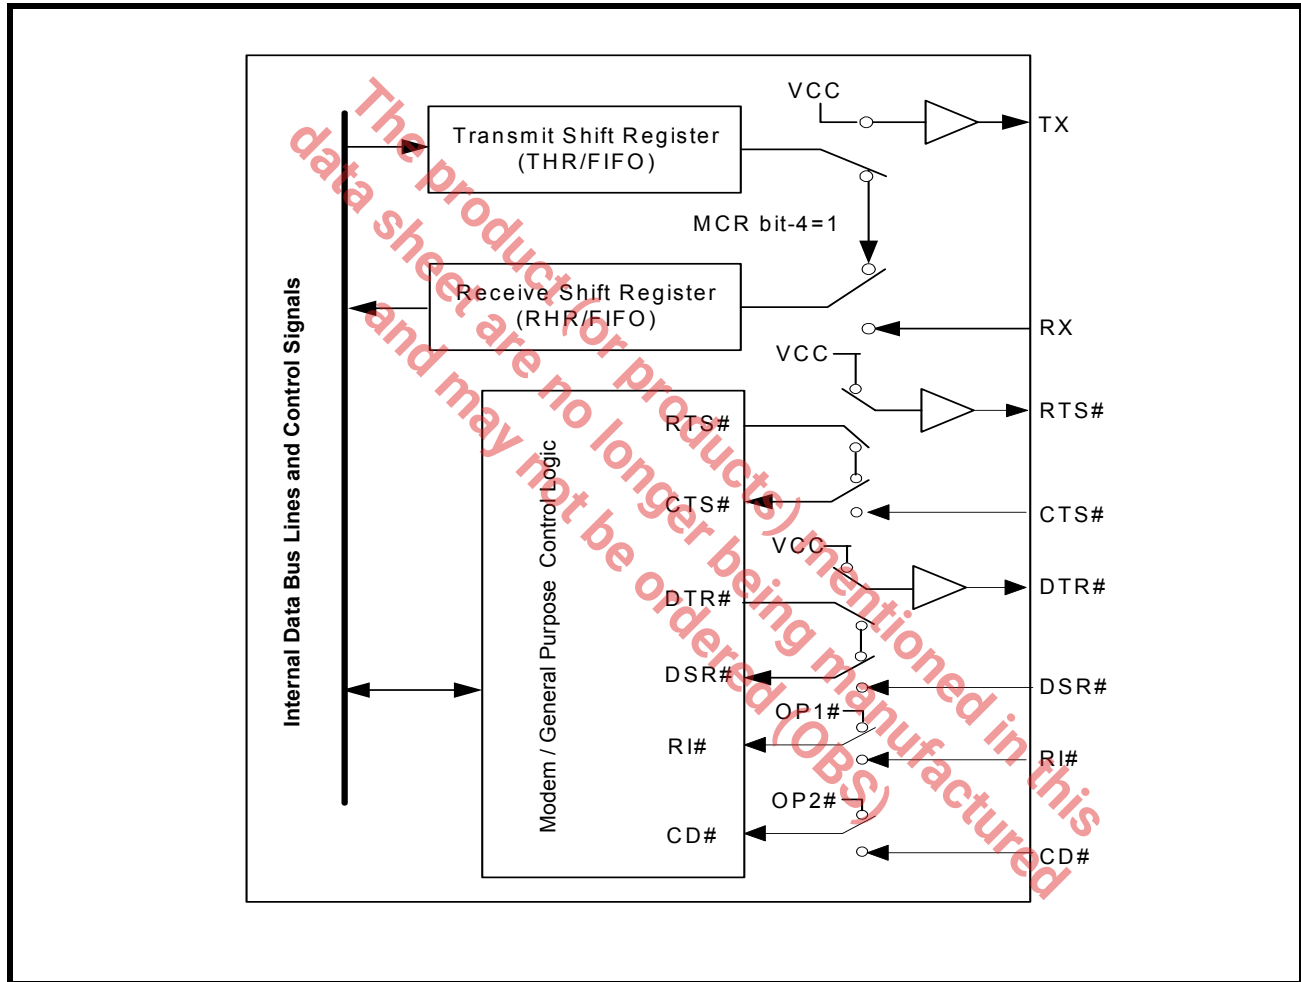 VCC
TX
Transmit Shift Register
(THR/FIFO)
MCR bit-4=1
Receive Shift Register
(RHR/FIFO)
RX
VCC
RTS#
RTS#
CTS#
CTS#
VCC
DTR#
DTR#
DSR#
DSR#
OP1#
RI#
RI#
OP2#
CD#
CD#
Internal Data Bus Lines and Control Signals
Modem / General Purpose Control Logic
The product (or products) mentioned in this
data sheet are no longer being manufactured
and may not be ordered (OBS)